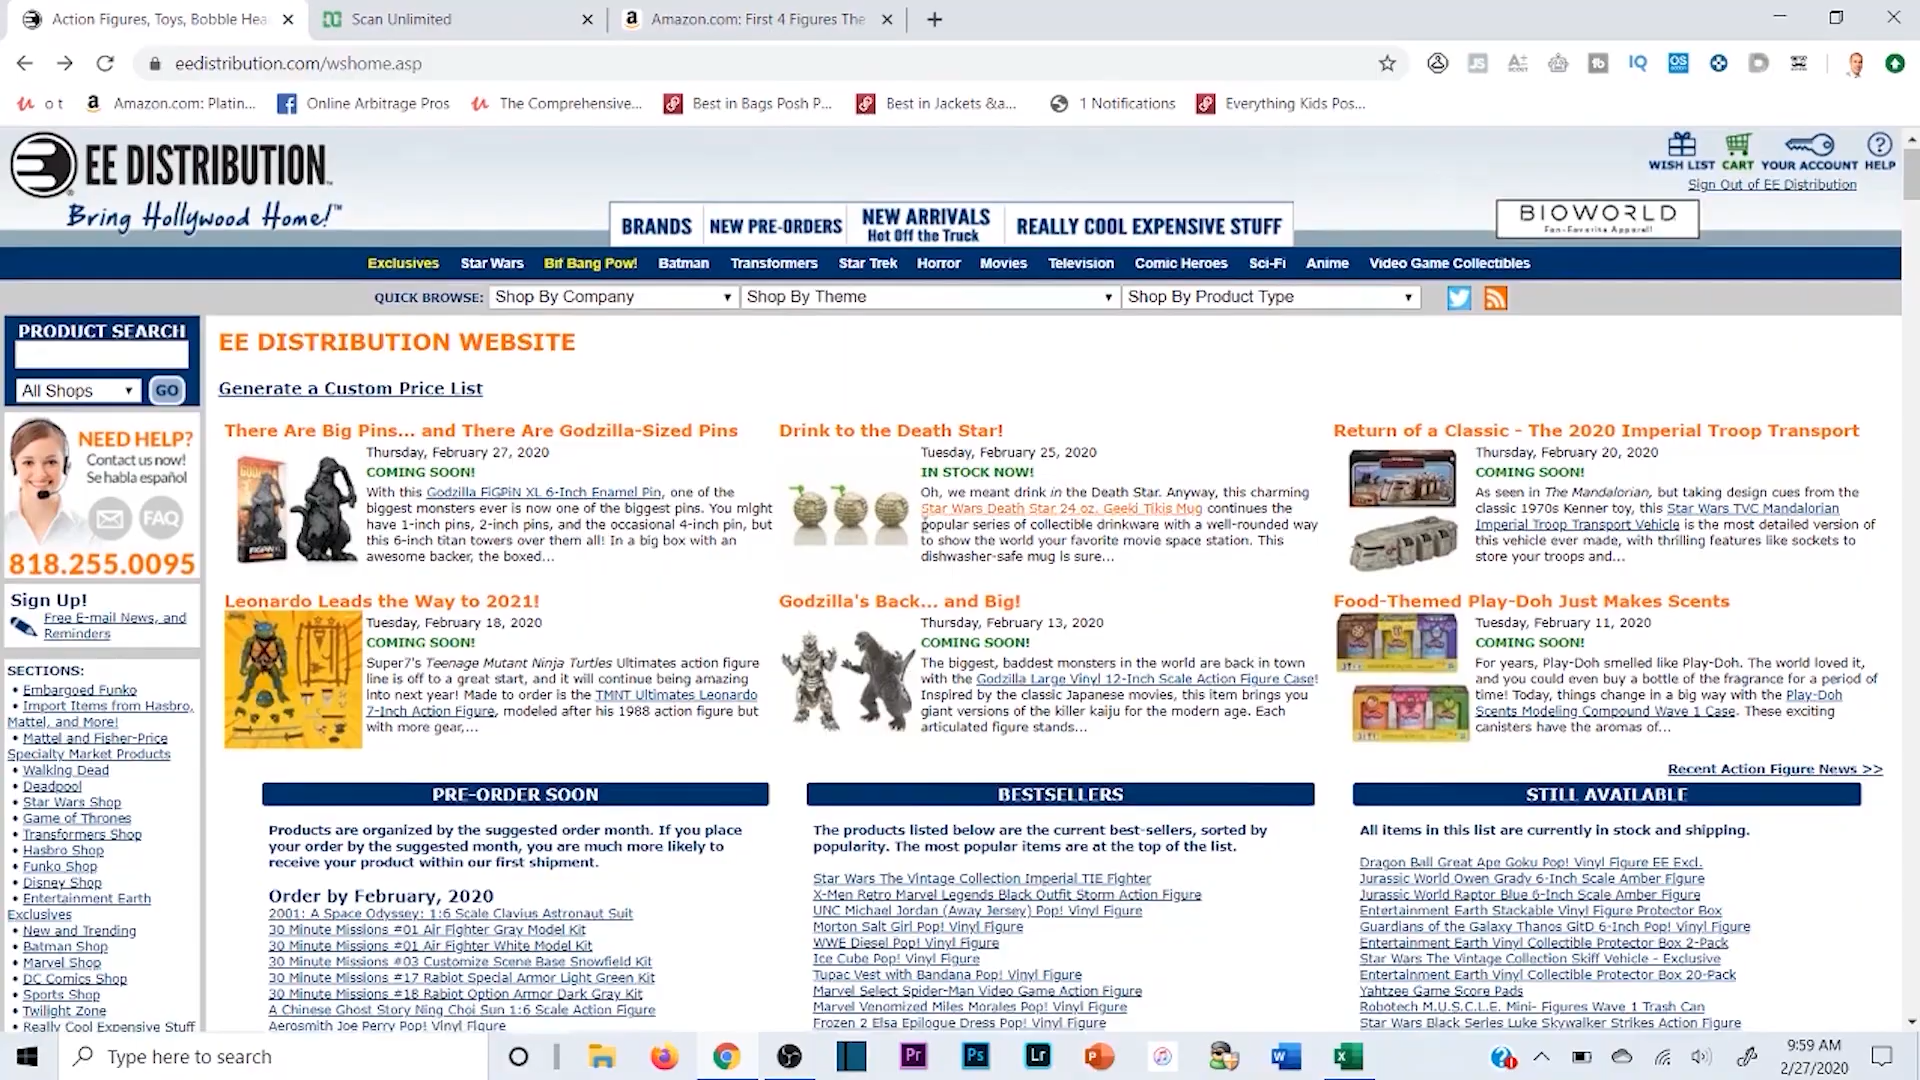 Action Figures, Toys, Bobble Hea
Scan Unlimited
Amazon.com: First 4 Figures The
eedistribution.com/wshome.asp
o t
Amazon.com: Platin...
Online Arbitrage Pros
The Comprehensive...
Best in Bags Posh P...
Best in Jackets &a...
1 Notifications
Everything Kids Pos...
EE DISTRIBUTION
Bring Hollywood Home!™
WISH LIST
CART
YOUR ACCOUNT
HELP
Sign Out of EE Distribution
BRANDS
NEW PRE-ORDERS
NEW ARRIVALS
Hot Off the Truck
REALLY COOL EXPENSIVE STUFF
BIOWORLD
Fan-Favorite Apparel!
Exclusives Star Wars Bif Bang Pow! Batman Transformers Star Trek Horror Movies Television Comic Heroes Sci-Fi Anime Video Game Collectibles
QUICK BROWSE: Shop By Company Shop By Theme Shop By Product Type
PRODUCT SEARCH
All Shops
GO
NEED HELP?
Contact us now!
Se habla español
FAQ
818.255.0095
Sign Up!
Free E-mail News, and
Reminders
SECTIONS:
• Embargoed Funko
• Import Items from Hasbro,
Mattel, and More!
• Mattel and Fisher-Price
Specialty Market Products
• Walking Dead
• Deadpool
• Star Wars Shop
• Game of Thrones
• Transformers Shop
• Hasbro Shop
• Funko Shop
• Disney Shop
• Entertainment Earth
Exclusives
• New and Trending
• Batman Shop
• Marvel Shop
• DC Comics Shop
• Sports Shop
• Twilight Zone
• Really Cool Expensive Stuff
EE DISTRIBUTION WEBSITE
Generate a Custom Price List
There Are Big Pins... and There Are Godzilla-Sized Pins
Thursday, February 27, 2020
COMING SOON!
With this Godzilla FiGPiN XL 6-Inch Enamel Pin, one of the
biggest monsters ever is now one of the biggest pins. You might
have 1-inch pins, 2-inch pins, and the occasional 4-inch pin, but
this 6-inch titan towers over them all! In a big box with an
awesome backer, the boxed...
Drink to the Death Star!
Tuesday, February 25, 2020
IN STOCK NOW!
Oh, we meant drink in the Death Star. Anyway, this charming
Star Wars Death Star 24 oz. Geeki Tikis Mug continues the
popular series of collectible drinkware with a well-rounded way
to show the world your favorite movie space station. This
dishwasher-safe mug is sure...
Return of a Classic - The 2020 Imperial Troop Transport
Thursday, February 20, 2020
COMING SOON!
As seen in The Mandalorian, but taking design cues from the
classic 1970s Kenner toy, this Star Wars TVC Mandalorian
Imperial Troop Transport Vehicle is the most detailed version of
this vehicle ever made, with thrilling features like sockets to
store your troops and...
Leonardo Leads the Way to 2021!
Tuesday, February 18, 2020
COMING SOON!
Super7's Teenage Mutant Ninja Turtles Ultimates action figure
line is off to a great start, and it will continue being amazing
into next year! Made to order is the TMNT Ultimates Leonardo
7-Inch Action Figure, modeled after his 1988 action figure but
with more gear,...
Godzilla's Back... and Big!
Thursday, February 13, 2020
COMING SOON!
The biggest, baddest monsters in the world are back in town
with the Godzilla Large Vinyl 12-Inch Scale Action Figure Case!
Inspired by the classic Japanese movies, this item brings you
giant versions of the killer kaiju for the modern age. Each
articulated figure stands...
Food-Themed Play-Doh Just Makes Scents
Tuesday, February 11, 2020
COMING SOON!
For years, Play-Doh smelled like Play-Doh. The world loved it,
and you could even buy a bottle of the fragrance for a period of
time! Today, things change in a big way with the Play-Doh
Scents Modeling Compound Wave 1 Case. These exciting
canisters have the aromas of...
Recent Action Figure News >>
PRE-ORDER SOON
Products are organized by the suggested order month. If you place
your order by the suggested month, you are much more likely to
receive your product within our first shipment.
Order by February, 2020
2001: A Space Odyssey: 1:6 Scale Clavius Astronaut Suit
30 Minute Missions #01 Air Fighter Gray Model Kit
30 Minute Missions #01 Air Fighter White Model Kit
30 Minute Missions #03 Customize Scene Base Snowfield Kit
30 Minute Missions #17 Rabiot Special Armor Light Green Kit
30 Minute Missions #18 Rabiot Option Armor Dark Gray Kit
A Chinese Ghost Story Ning Choi Sun 1:6 Scale Action Figure
Aerosmith Joe Perry Pop! Vinyl Figure
BESTSELLERS
The products listed below are the current best-sellers, sorted by
popularity. The most popular items are at the top of the list.
Star Wars The Vintage Collection Imperial TIE Fighter
X-Men Retro Marvel Legends Black Outfit Storm Action Figure
UNC Michael Jordan (Away Jersey) Pop! Vinyl Figure
Morton Salt Girl Pop! Vinyl Figure
WWE Diesel Pop! Vinyl Figure
Ice Cube Pop! Vinyl Figure
Tupac Vest with Bandana Pop! Vinyl Figure
Marvel Select Spider-Man Video Game Action Figure
Marvel Venomized Miles Morales Pop! Vinyl Figure
Frozen 2 Elsa Epilogue Dress Pop! Vinyl Figure
STILL AVAILABLE
All items in this list are currently in stock and shipping.
Dragon Ball Great Ape Goku Pop! Vinyl Figure EE Excl.
Jurassic World Owen Grady 6-Inch Scale Amber Figure
Jurassic World Raptor Blue 6-Inch Scale Amber Figure
Entertainment Earth Stackable Vinyl Figure Protector Box
Guardians of the Galaxy Thanos GitD 6-Inch Pop! Vinyl Figure
Entertainment Earth Vinyl Collectible Protector Box 2-Pack
Star Wars The Vintage Collection Skiff Vehicle - Exclusive
Entertainment Earth Vinyl Collectible Protector Box 20-Pack
Yahtzee Game Score Pads
Robotech M.U.S.C.L.E. Mini- Figures Wave 1 Trash Can
Star Wars Black Series Luke Skywalker Strikes Action Figure
Type here to search
9:59 AM
2/27/2020